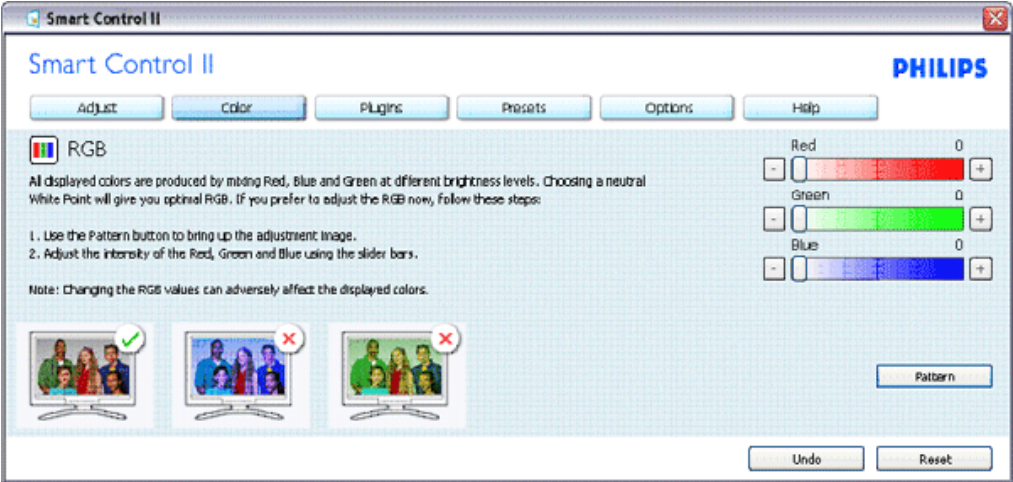 Smart Control II
Smart Control II
PHILIPS
Adjust Color Plugins Presets Options Help
RGB
All displayed colors are produced by mixing Red, Blue and Green at different brightness levels. Choosing a neutral
White Point will give you optimal RGB. If you prefer to adjust the RGB now, follow these steps:
1. Use the Pattern button to bring up the adjustment image.
2. Adjust the intensity of the Red, Green and Blue using the slider bars.
Note: Changing the RGB values can adversely affect the displayed colors.
Red 0
- +
Green 0
- +
Blue 0
- +
Pattern
Undo Reset